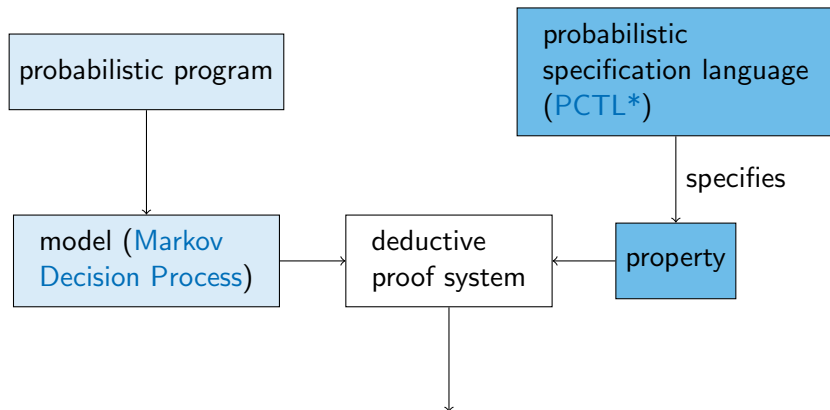 probabilistic program
probabilistic
specification language
(PCTL*)
specifies
model (Markov
Decision Process)
deductive
proof system
property